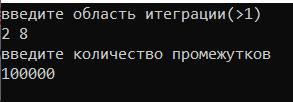 введите область итеграции(>1)
2 8
введите количество промежутков
100000